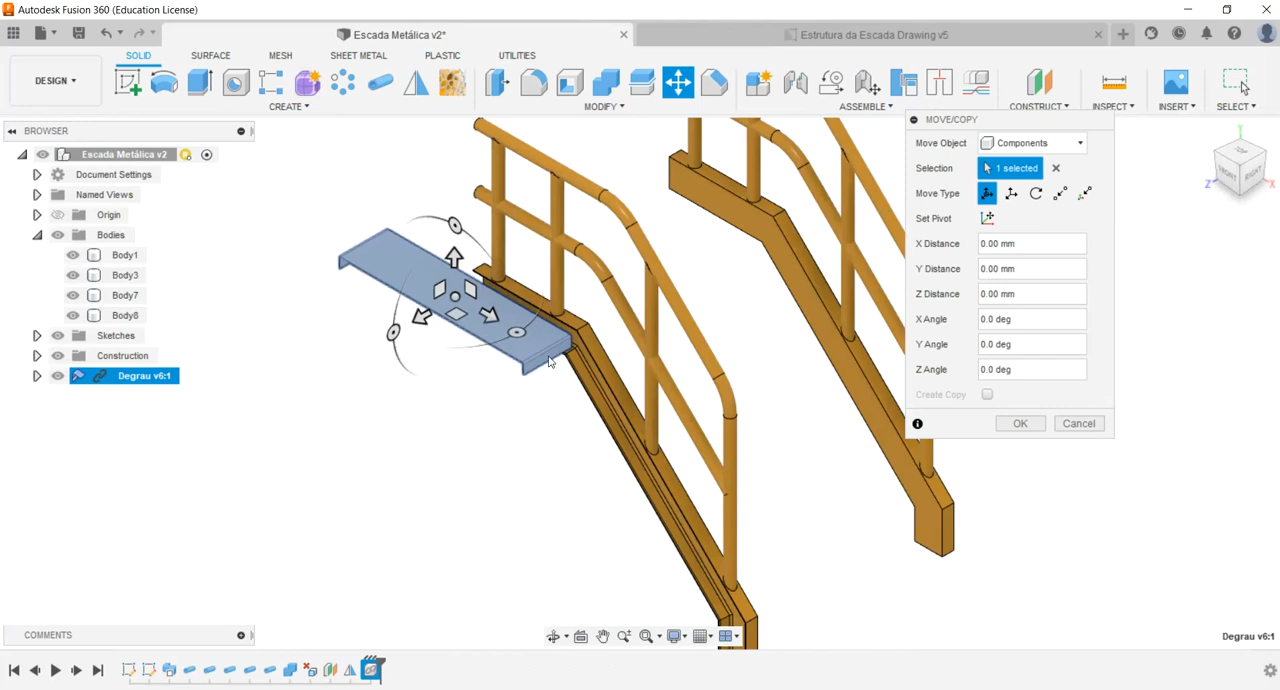 Autodesk Fusion 360 (Education License)
Escada Metálica v2*
Estrutura da Escada Drawing v5
SOLID
SURFACE
MESH
SHEET METAL
PLASTIC
UTILITIES
DESIGN
CREATE
MODIFY
ASSEMBLE
CONSTRUCT
INSPECT
INSERT
SELECT
BROWSER
Escada Metálica v2
Document Settings
Named Views
Origin
Bodies
Body1
Body3
Body7
Body8
Sketches
Construction
Degrau v6:1
MOVE/COPY
Move Object
Components
Selection
1 selected
Move Type
Set Pivot
X Distance
0.00 mm
Y Distance
0.00 mm
Z Distance
0.00 mm
X Angle
0.0 deg
Y Angle
0.0 deg
Z Angle
0.0 deg
Create Copy
OK
Cancel
Y
TOP
FRONT
RIGHT
Z
X
COMMENTS
Degrau v6:1